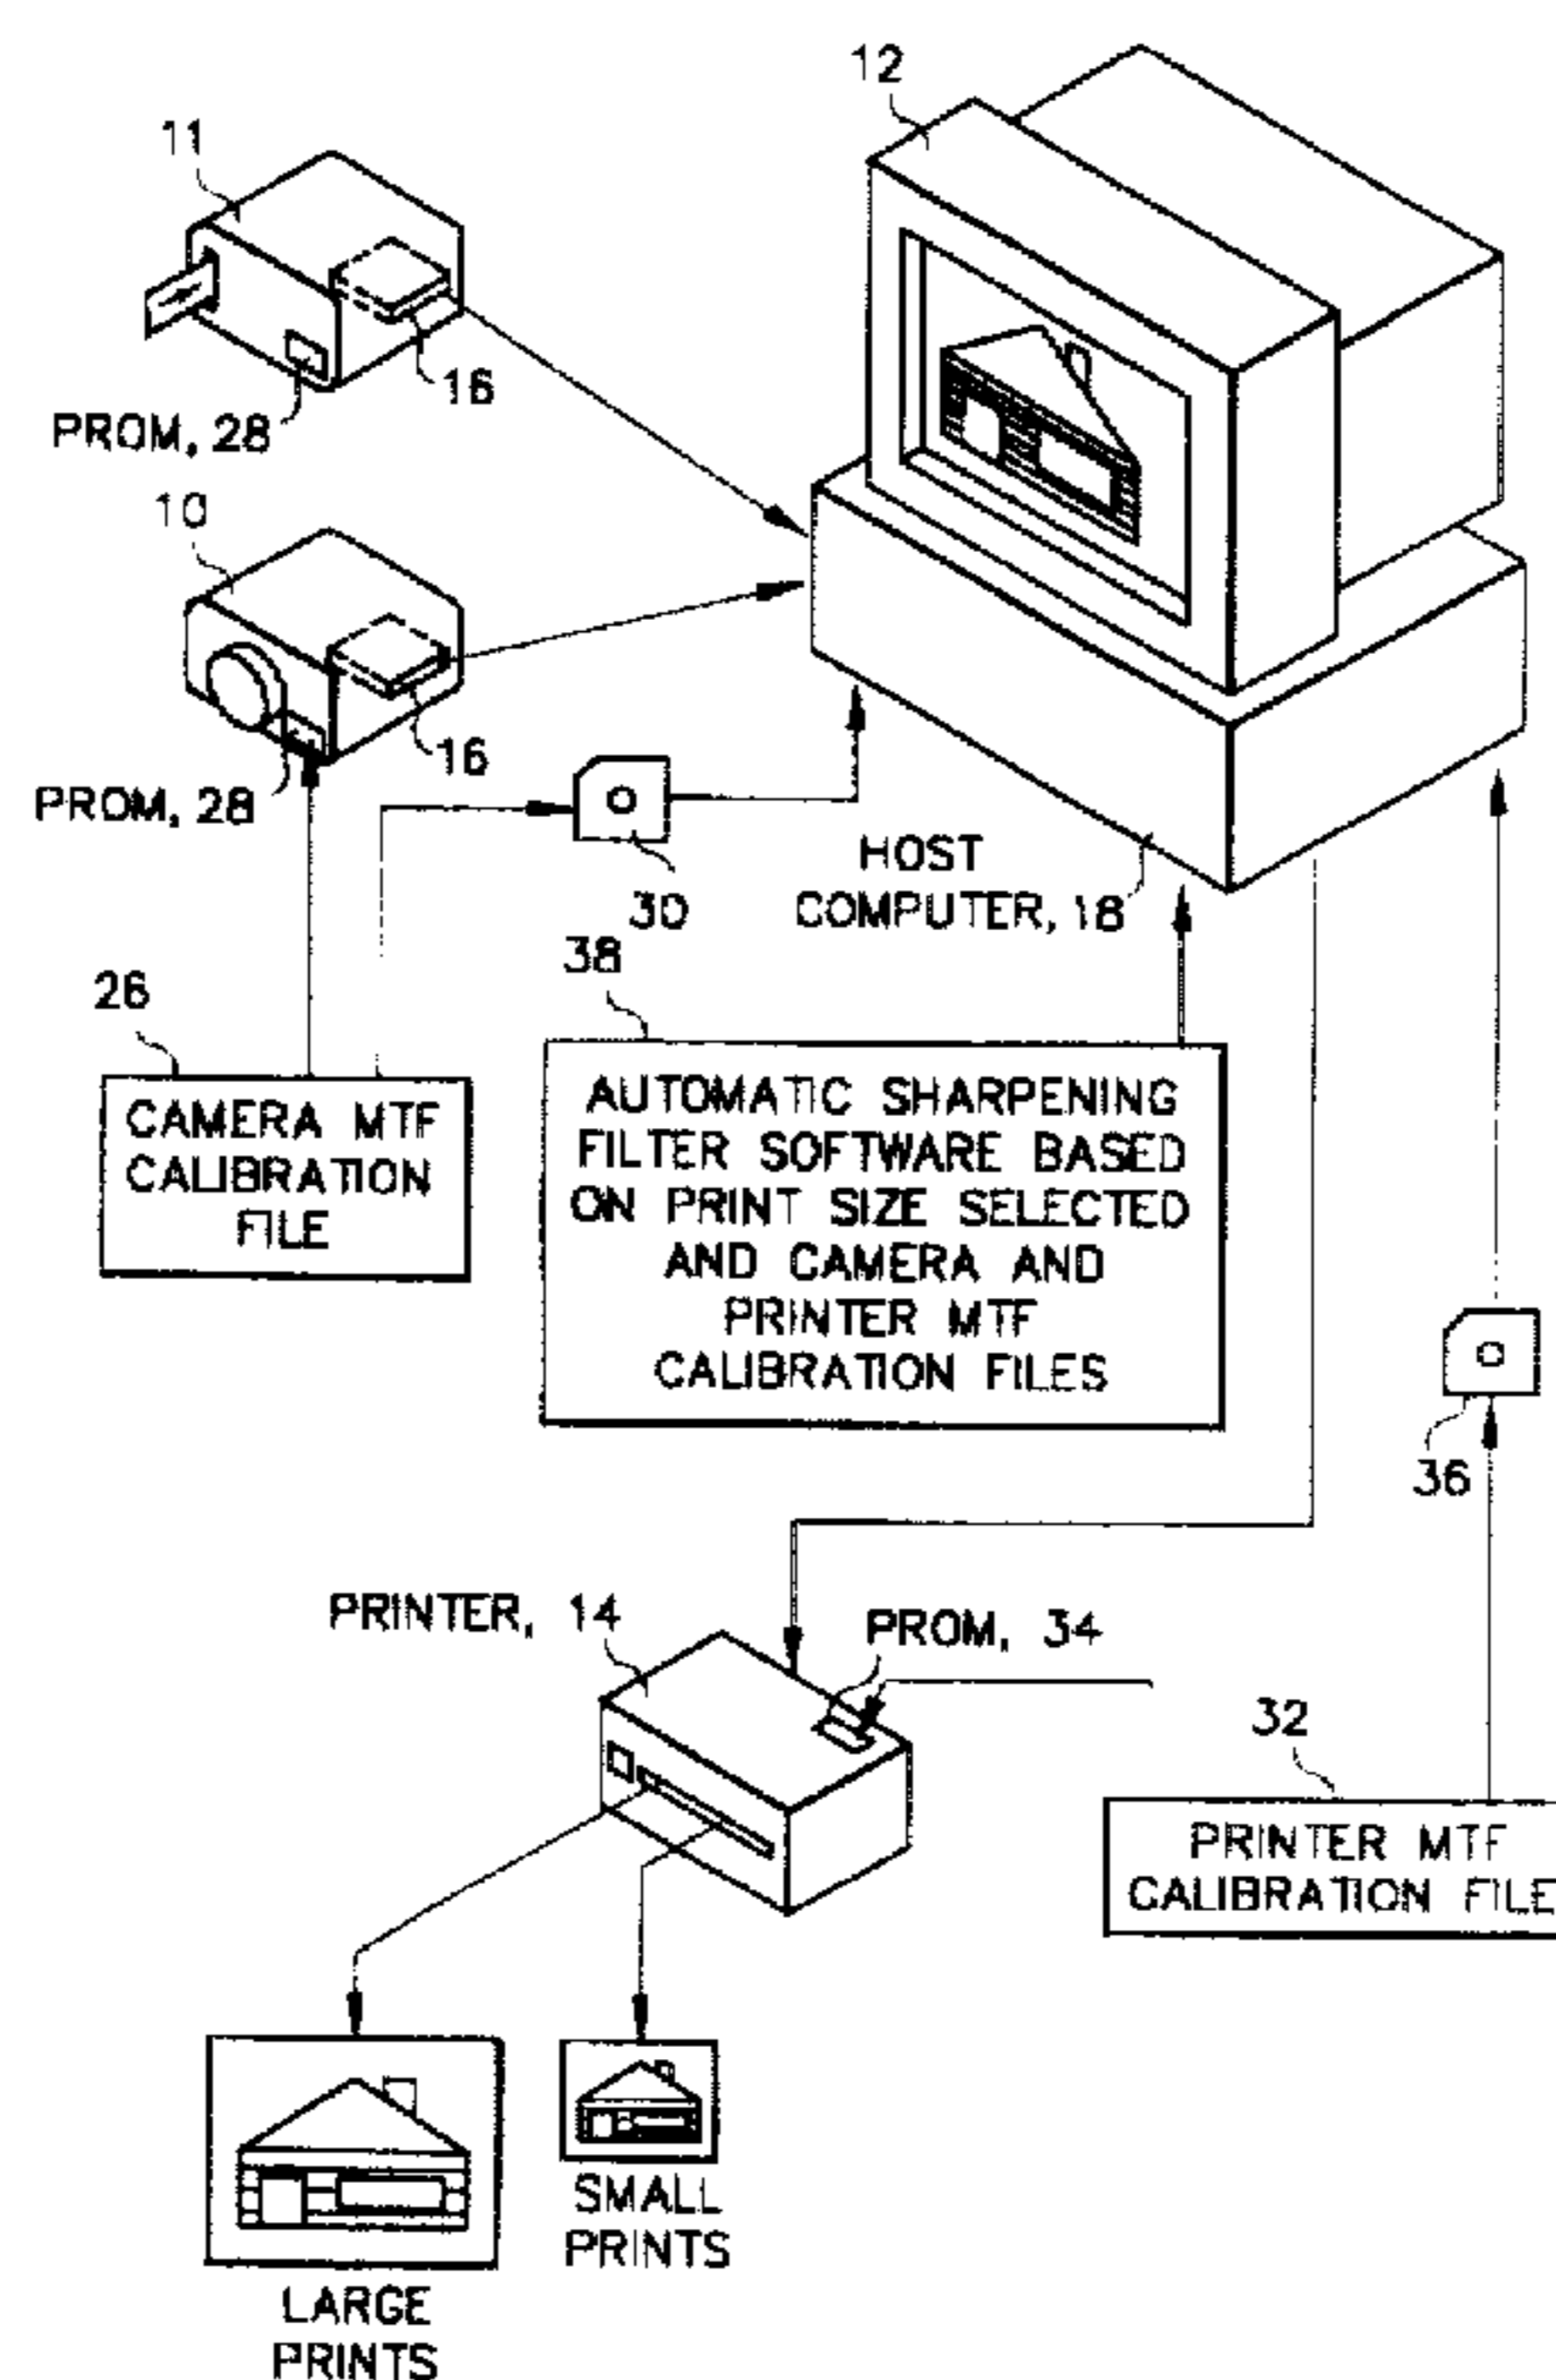 12
11
16
PROM, 28
10
16
PROM, 28
HOST
COMPUTER, 18
30
38
26
CAMERA MTF
CALIBRATION
FILE
AUTOMATIC SHARPENING
FILTER SOFTWARE BASED
ON PRINT SIZE SELECTED
AND CAMERA AND
PRINTER MTF
CALIBRATION FILES
36
PRINTER, 14
PROM, 34
32
PRINTER MTF
CALIBRATION FILE
SMALL
PRINTS
LARGE
PRINTS